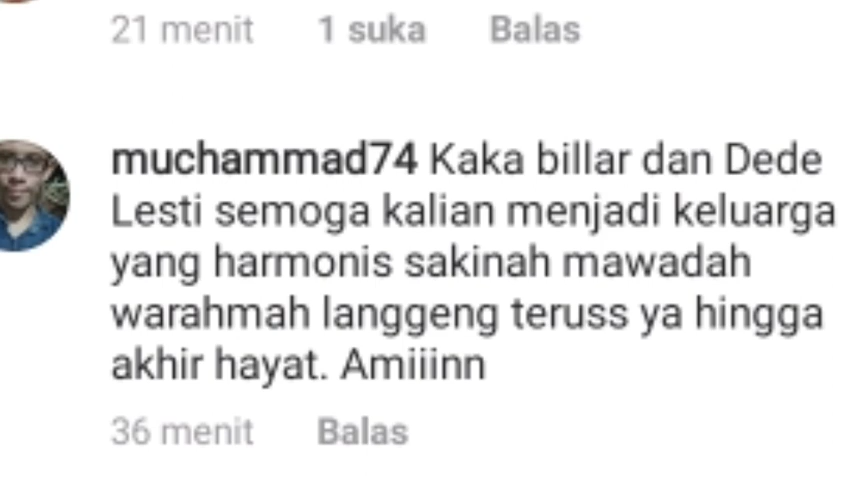 21 menit 1 suka Balas
muchammad74 Kaka billar dan Dede
Lesti semoga kalian menjadi keluarga
yang harmonis sakinah mawadah
warahmah langgeng teruss ya hingga
akhir hayat. Amiiinn
36 menit Balas